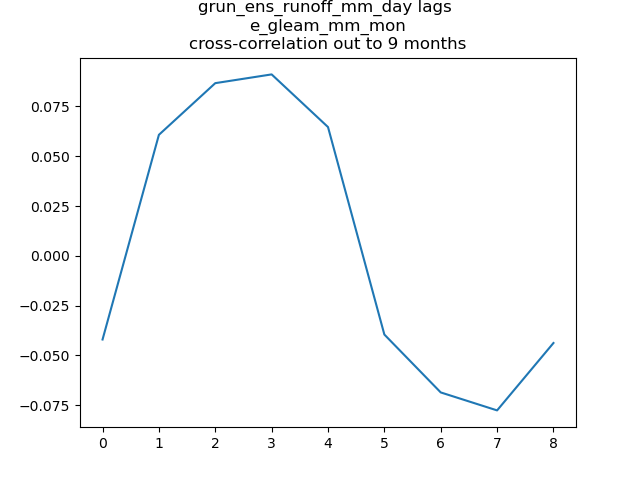 grun_ens_runoff_mm_day lags
e_gleam_mm_mon
cross-correlation out to 9 months
0.075
0.050
0.025
0.000
−0.025
−0.050
−0.075
0 1 2 3 4 5 6 7 8